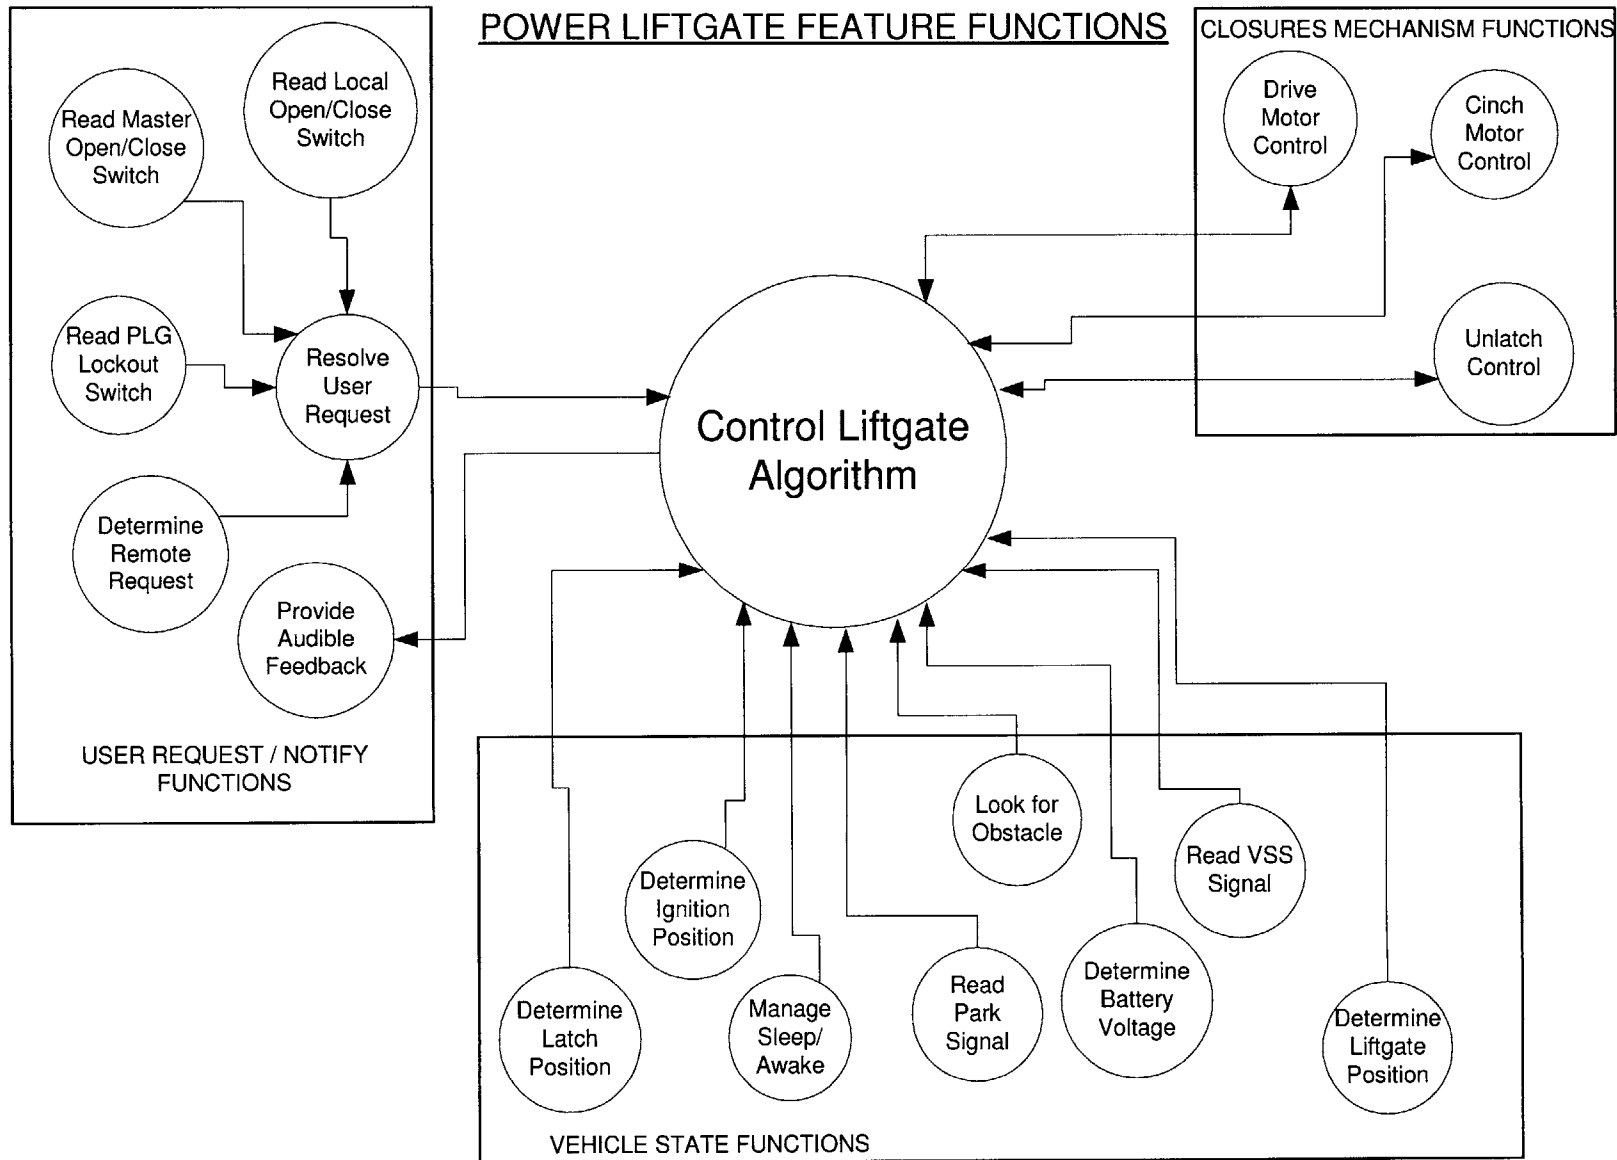 POWER LIFTGATE FEATURE FUNCTIONS
Read Local
Open/Close
Switch
Read Master
Open/Close
Switch
Read PLG
Lockout
Switch
Resolve
User
Request
Determine
Remote
Request
Provide
Audible
Feedback
USER REQUEST / NOTIFY
FUNCTIONS
Control Liftgate
Algorithm
CLOSURES MECHANISM FUNCTIONS
Drive
Motor
Control
Cinch
Motor
Control
Unlatch
Control
Look for
Obstacle
Read VSS
Signal
Determine
Ignition
Position
Determine
Latch
Position
Manage
Sleep/
Awake
Read
Park
Signal
Determine
Battery
Voltage
Determine
Liftgate
Position
VEHICLE STATE FUNCTIONS